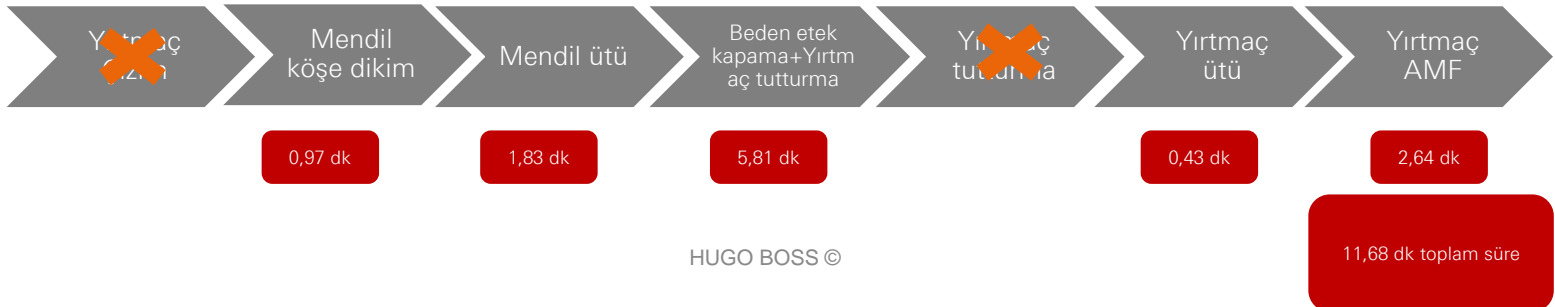 Mendil
köşe dikim
Mendil ütü
Beden etek
kapama+Yırtm
aç tutturma
Yırtmaç
ütü
Yırtmaç
AMF
0,97 dk
1,83 dk
5,81 dk
0,43 dk
2,64 dk
11,68 dk toplam süre
HUGO BOSS ©